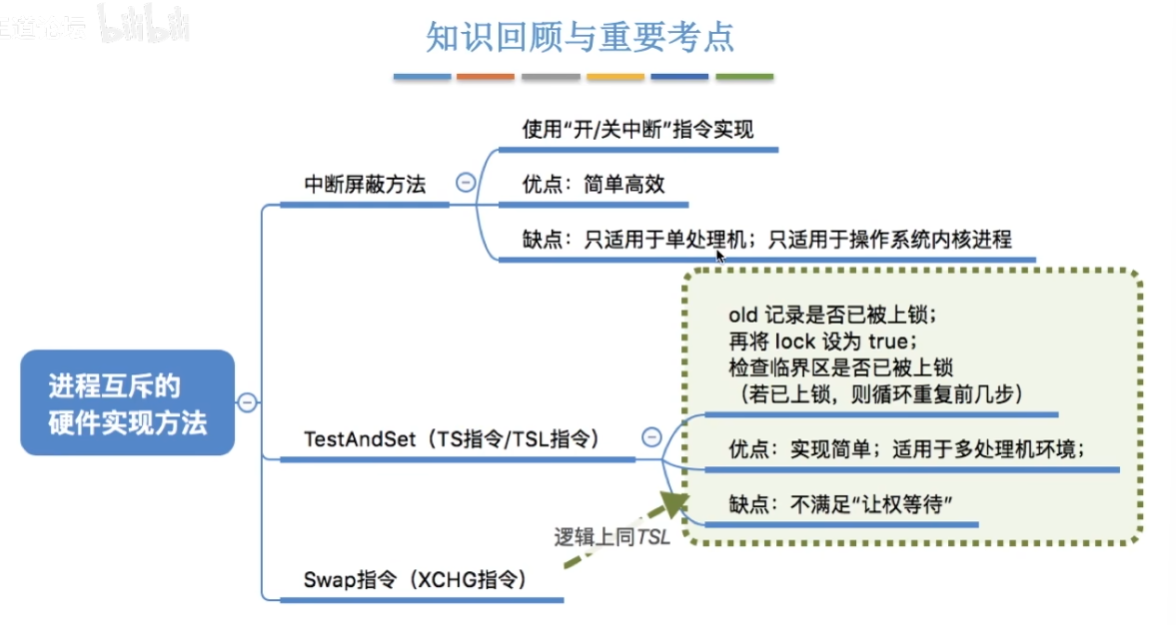 bilibili
知识回顾与重要考点
使用“开/关中断”指令实现
中断屏蔽方法
优点：简单高效
缺点：只适用于单处理机；只适用于操作系统内核进程
old 记录是否已被上锁；
再将 lock 设为 true；
检查临界区是否已被上锁
（若已上锁，则循环重复前几步）
进程互斥的
硬件实现方法
TestAndSet（TS指令/TSL指令）
优点：实现简单；适用于多处理机环境；
缺点：不满足“让权等待”
逻辑上同TSL
Swap指令（XCHG指令）